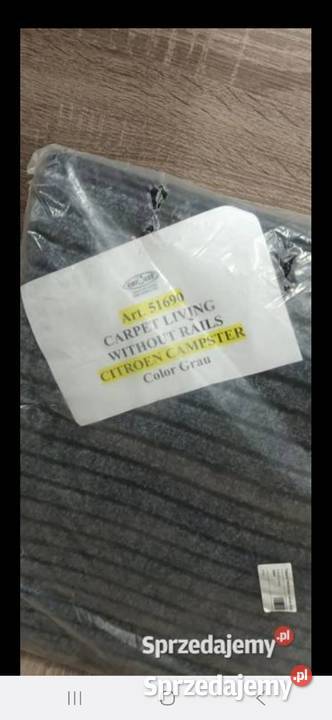 Art. 51690
CARPET LIVING
WITHOUT RAILS
CITROEN CAMPSTER
Color Grau
Sprzedajemy.pl
Sprzedajemy.pl